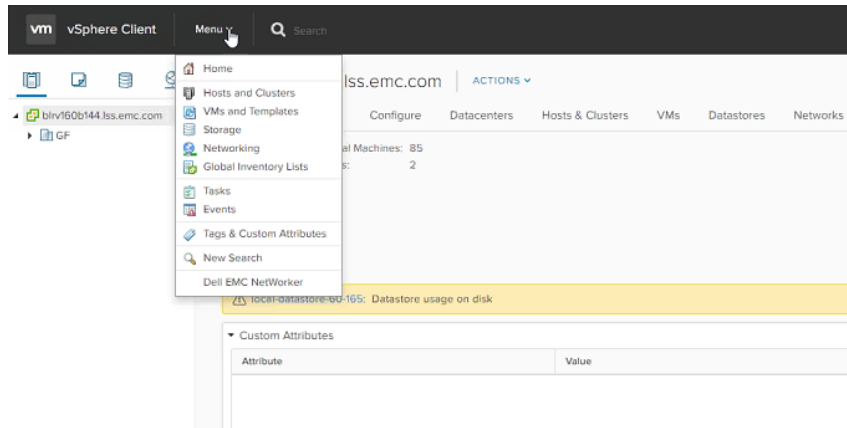 vm vSphere Client Menu Search
lss.emc.com ACTIONS
blrv160b144.lss.emc.com
GF
Home
Hosts and Clusters
VMs and Templates
Storage
Networking
Global Inventory Lists
Tasks
Events
Tags & Custom Attributes
New Search
Dell EMC NetWorker
Configure Datacenters Hosts & Clusters VMs Datastores Networks
al Machines: 85
s: 2
local-datastore-60-165: Datastore usage on disk
Custom Attributes
Attribute Value